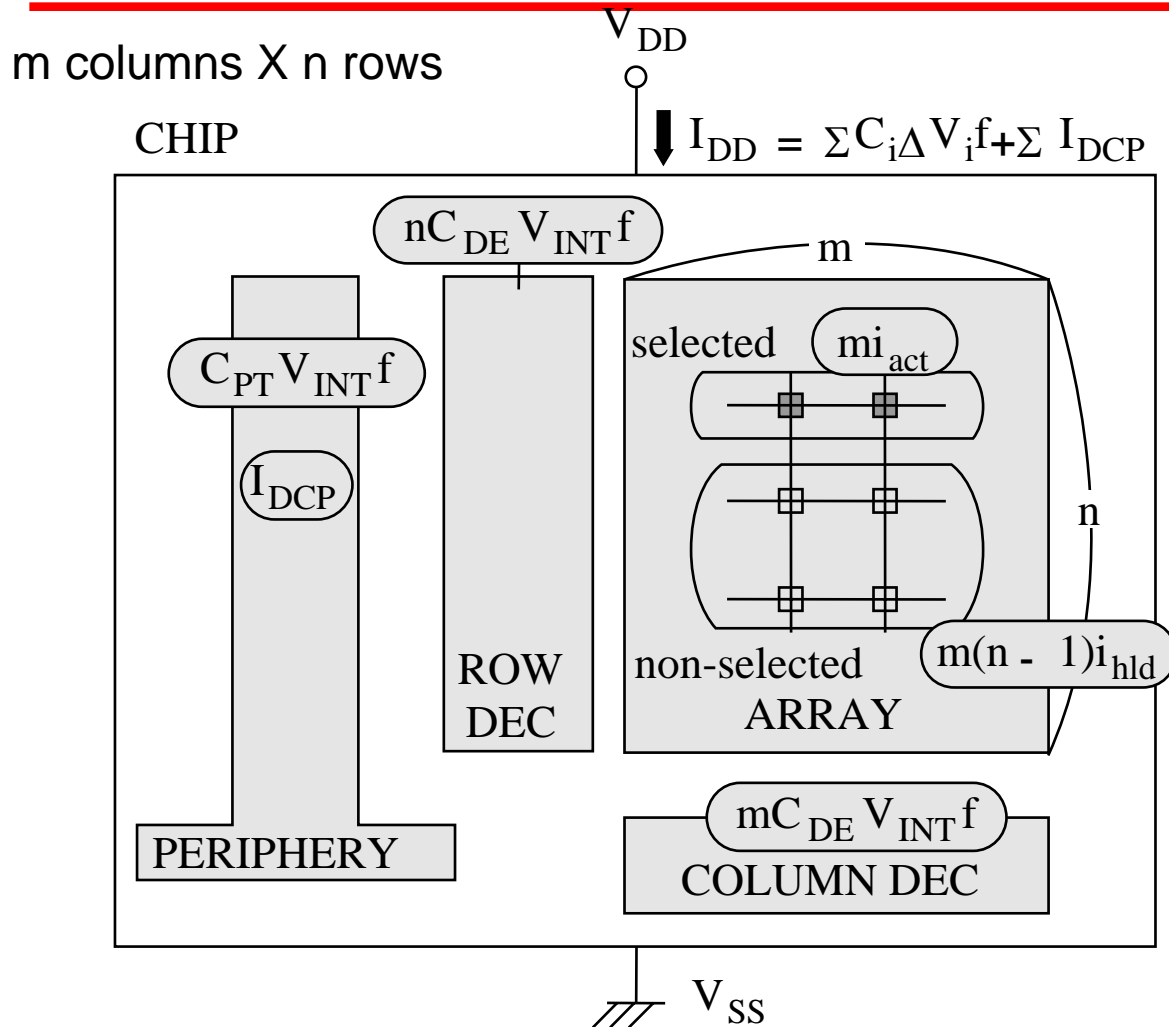 V_DD
m columns X n rows
CHIP
I_DD = ΣC_iΔV_if+Σ I_DCP
nC_DE V_INT f
m
selected
mi_act
C_PT V_INT f
I_DCP
n
non-selected
m(n - 1)i_hld
ROW
DEC
ARRAY
mC_DE V_INT f
PERIPHERY
COLUMN DEC
V_SS